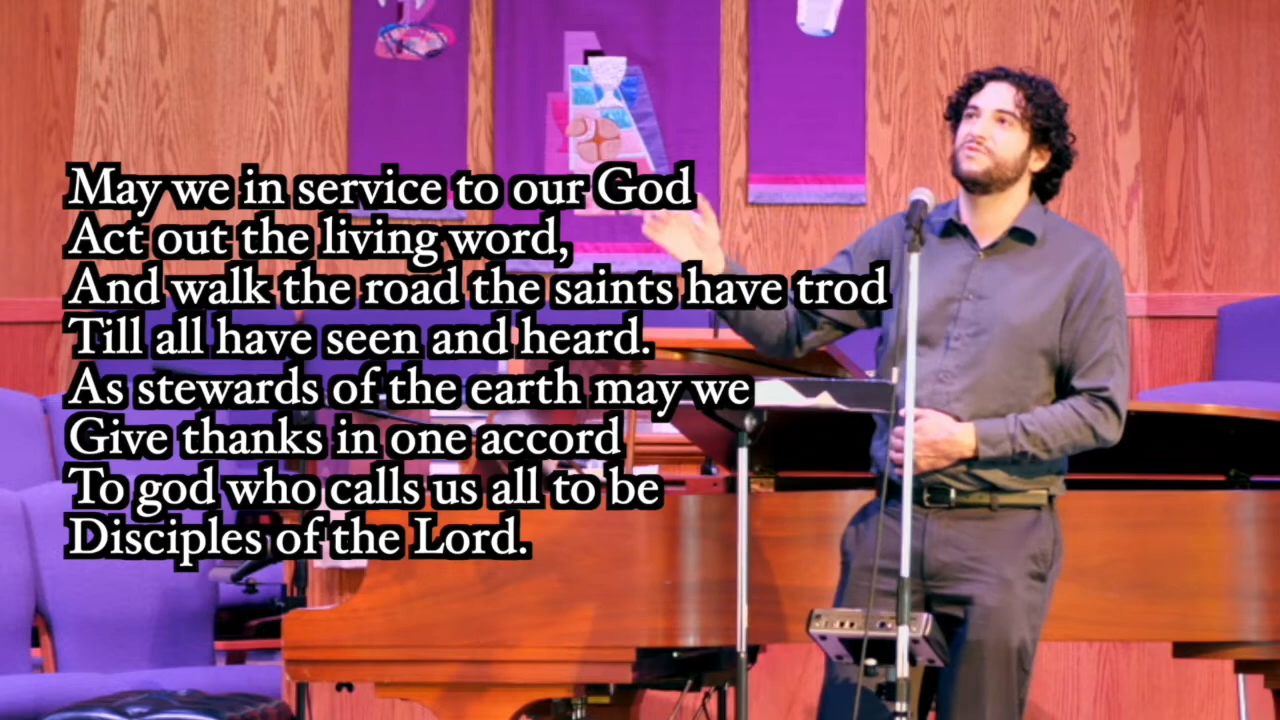 May we in service to our God
Act out the living word,
And walk the road the saints have trod
Till all have seen and heard.
As stewards of the earth may we
Give thanks in one accord
To god who calls us all to be
Disciples of the Lord.